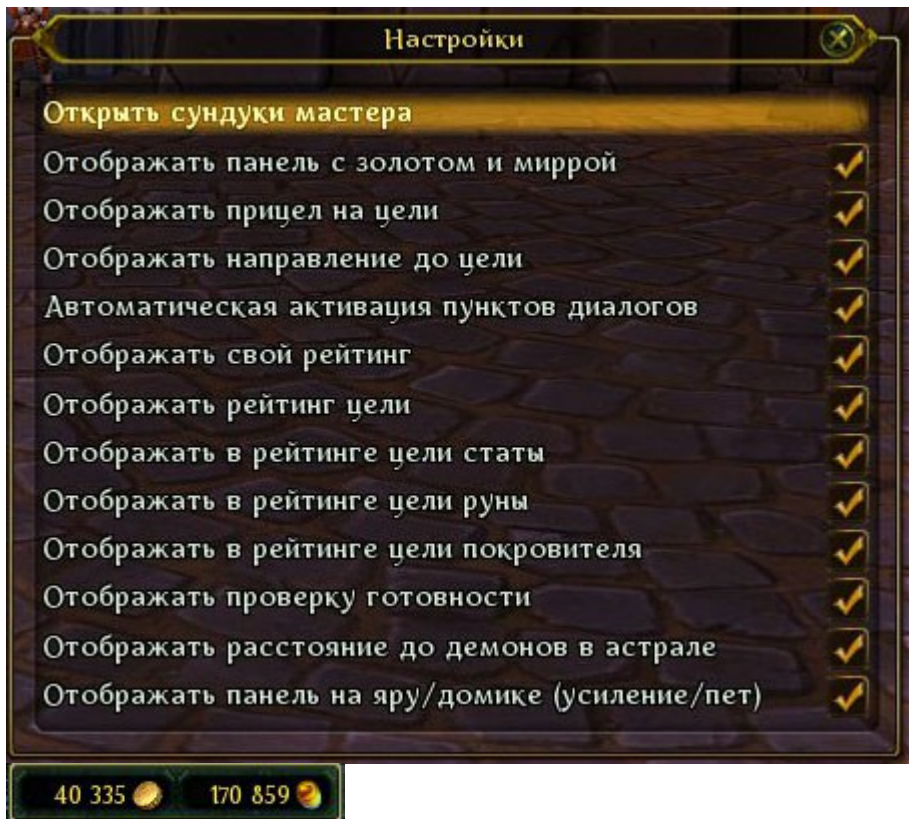 Настройки
Открыть сундуки мастера
Отображать панель с золотом и миррой
Отображать прицел на цели
Отображать направление до цели
Автоматическая активация пунктов диалогов
Отображать свой рейтинг
Отображать рейтинг цели
Отображать в рейтинге цели статы
Отображать в рейтинге цели руны
Отображать в рейтинге цели покровителя
Отображать проверку готовности
Отображать расстояние до демонов в астрале
Отображать панель на яру/домике (усиление/пет)
40 335 170 859